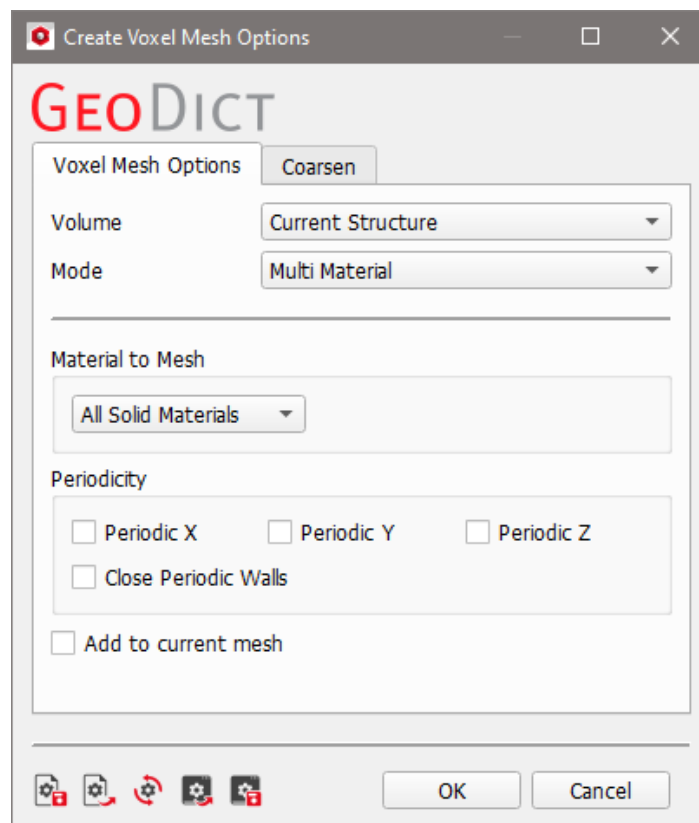 Create Voxel Mesh Options
GEODICT
Voxel Mesh Options Coarsen
Volume Current Structure
Mode Multi Material
Material to Mesh
All Solid Materials
Periodicity
Periodic X Periodic Y Periodic Z
Close Periodic Walls
Add to current mesh
OK Cancel